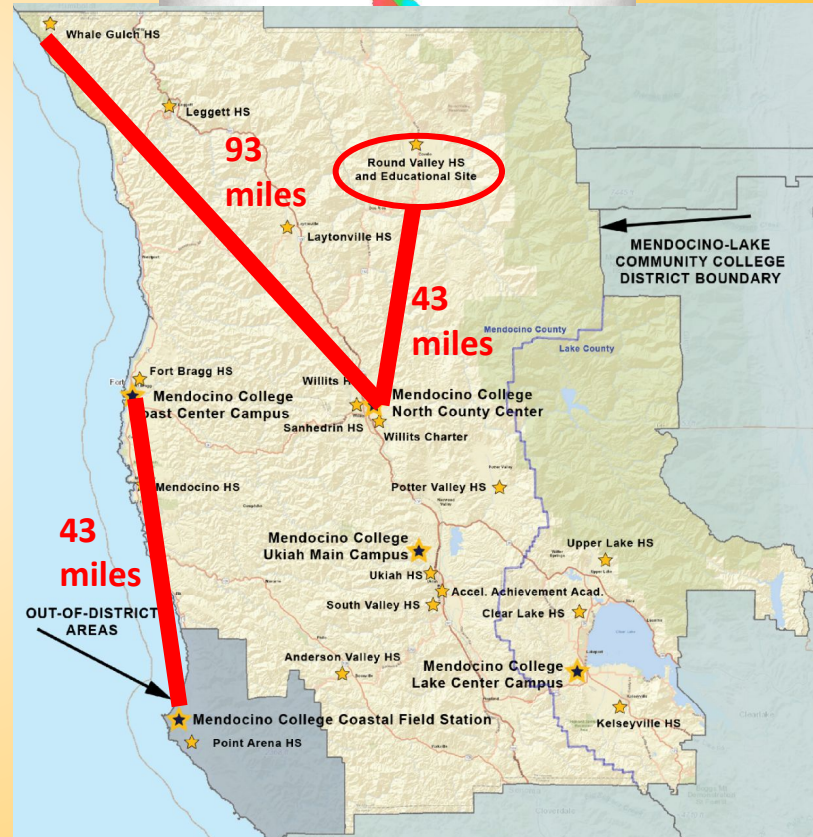 Whale Gulch HS
Leggett HS
93
miles
Round Valley HS
and Educational Site
Laytonville HS
MENDOCINO-LAKE
COMMUNITY COLLEGE
DISTRICT BOUNDARY
43
miles
Mendocino County
Lake County
Fort Bragg HS
Fort
Mendocino College
oast Center Campus
Willits H
Mendocino College
North County Center
Sanhedrin HS
Willits Charter
Mendocino HS
Potter Valley HS
43
miles
Mendocino College
Ukiah Main Campus
Upper Lake HS
Ukiah HS
Accel. Achievement Acad.
South Valley HS
Clear Lake HS
OUT-OF-DISTRICT
AREAS
Anderson Valley HS
Mendocino College
Lake Center Campus
Mendocino College Coastal Field Station
Kelseyville HS
Point Arena HS